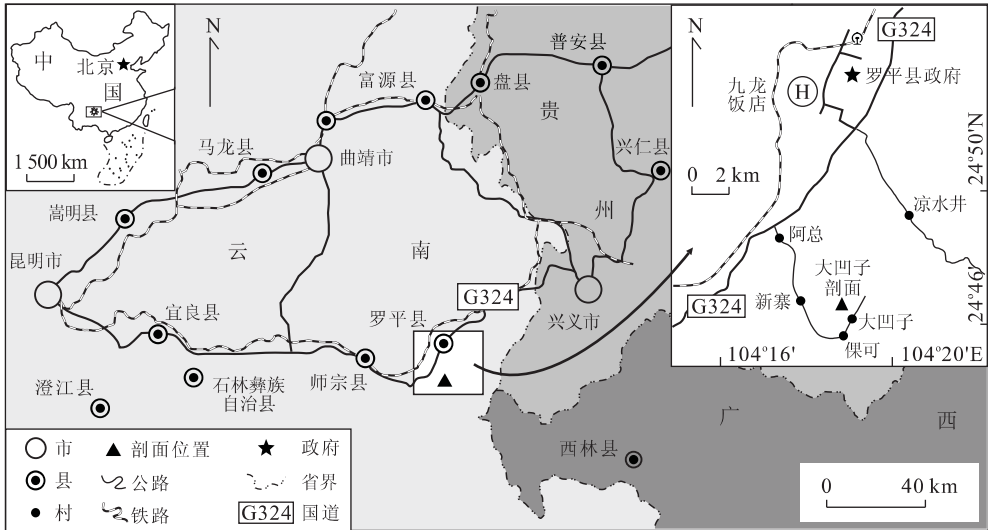 中
国
北京
1 500 km
N
富源县
盘县
普安县
贵
州
兴仁县
马龙县
曲靖市
嵩明县
昆明市
云
南
宜良县
罗平县
G324
兴义市
师宗县
石林彝族
自治县
澄江县
广
西
西林县
0
40 km
N
G324
罗平县政府
九龙
饭店
H
0
2 km
24°50′N
凉水井
阿总
大凹子
剖面
新寨
大凹子
倮可
G324
24°46′
104°16′
104°20′E
市
剖面位置
政府
县
公路
省界
村
铁路
G324
国道